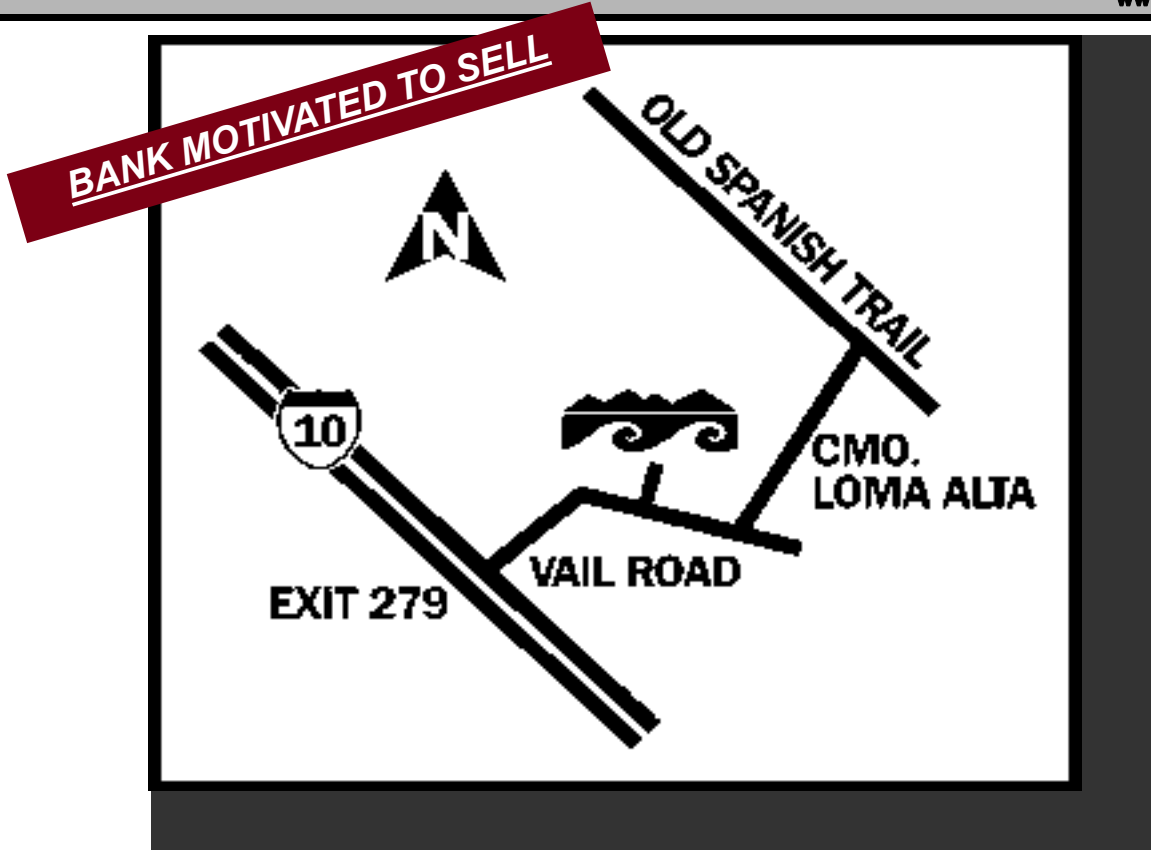 BANK MOTIVATED TO SELL
OLD SPANISH TRAIL
N
10
CMO.
LOMA ALTA
VAIL ROAD
EXIT 279